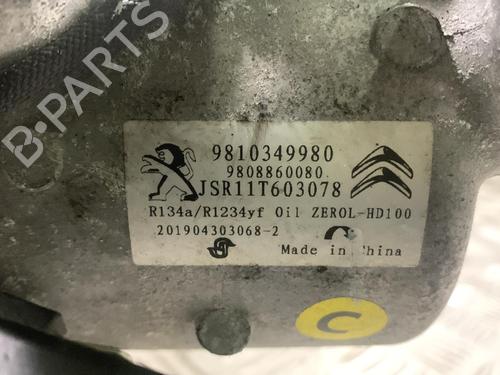 B-PARTS
9810349980
9808860080
JSR11T603078
R134a/R1234yf Oil ZEROL-HD100
201904303068-2
Made in China
C